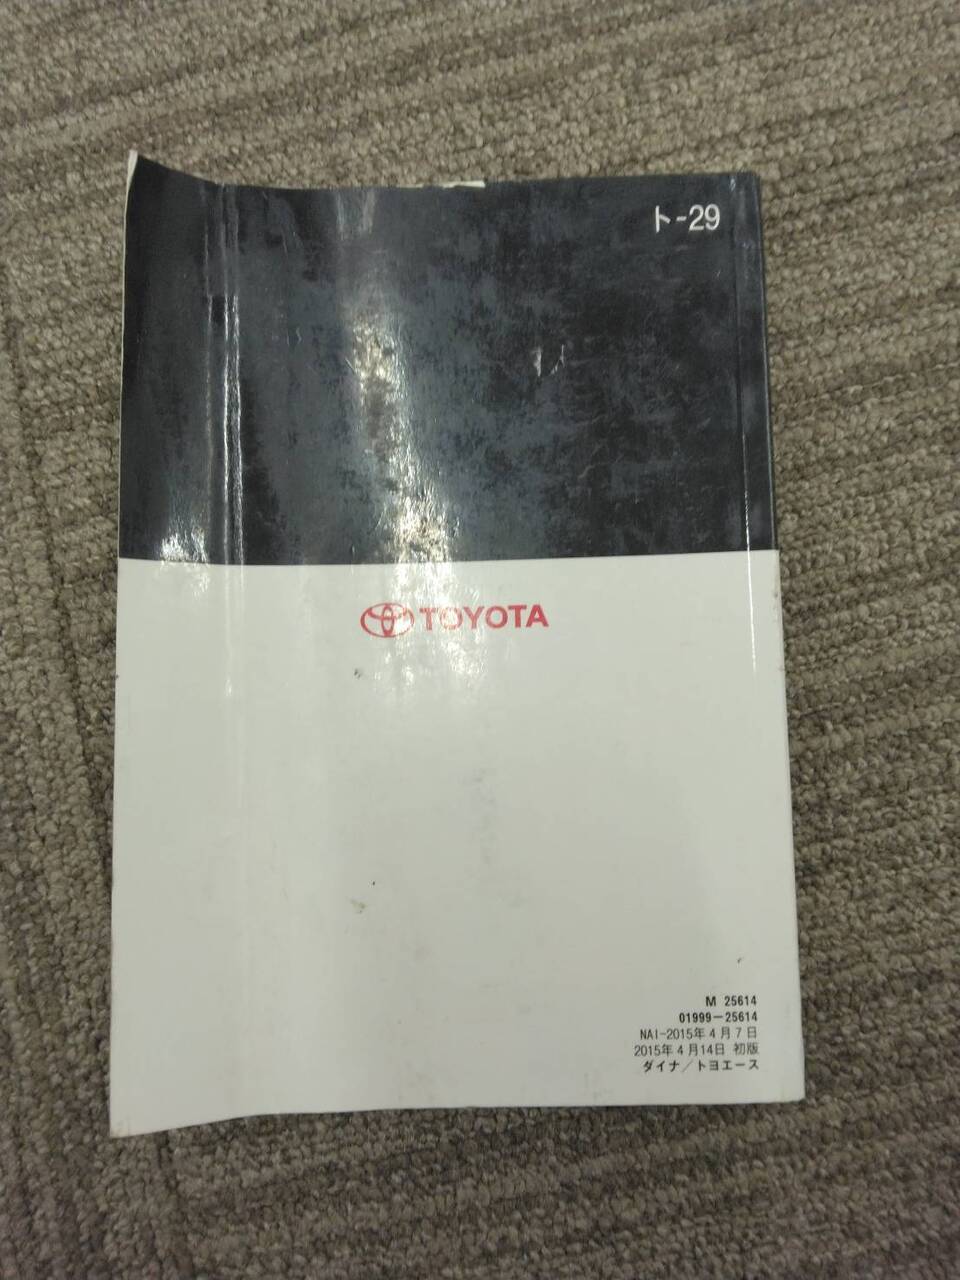 ト-29
TOYOTA
M 25614
01999-25614
NAI-2015年4月7日
2015年4月14日 初版
ダイナ/トヨエース